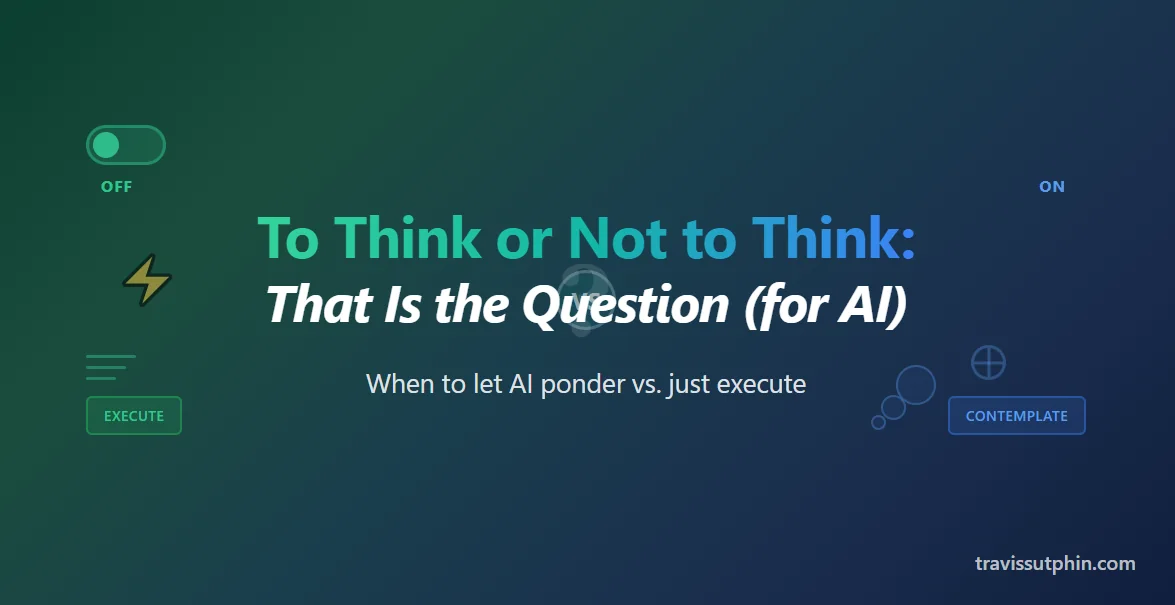 OFF
ON
To Think or Not to Think:
VS
That Is the Question (for AI)
When to let AI ponder vs. just execute
EXECUTE
CONTEMPLATE
travissutphin.com